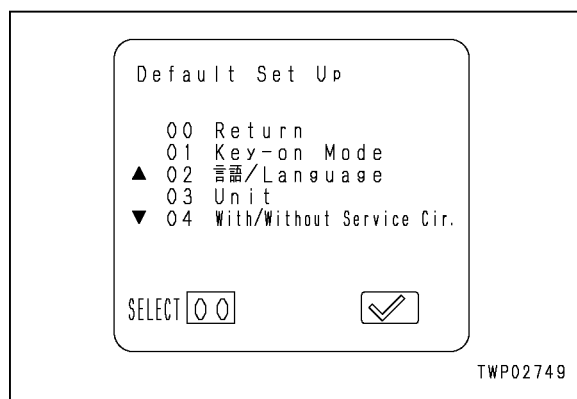 Default Set Up
00 Return
01 Key-on Mode
▲ 02 言語/Language
03 Unit
▼ 04 With/Without Service Cir.
SELECT 00
TWP02749